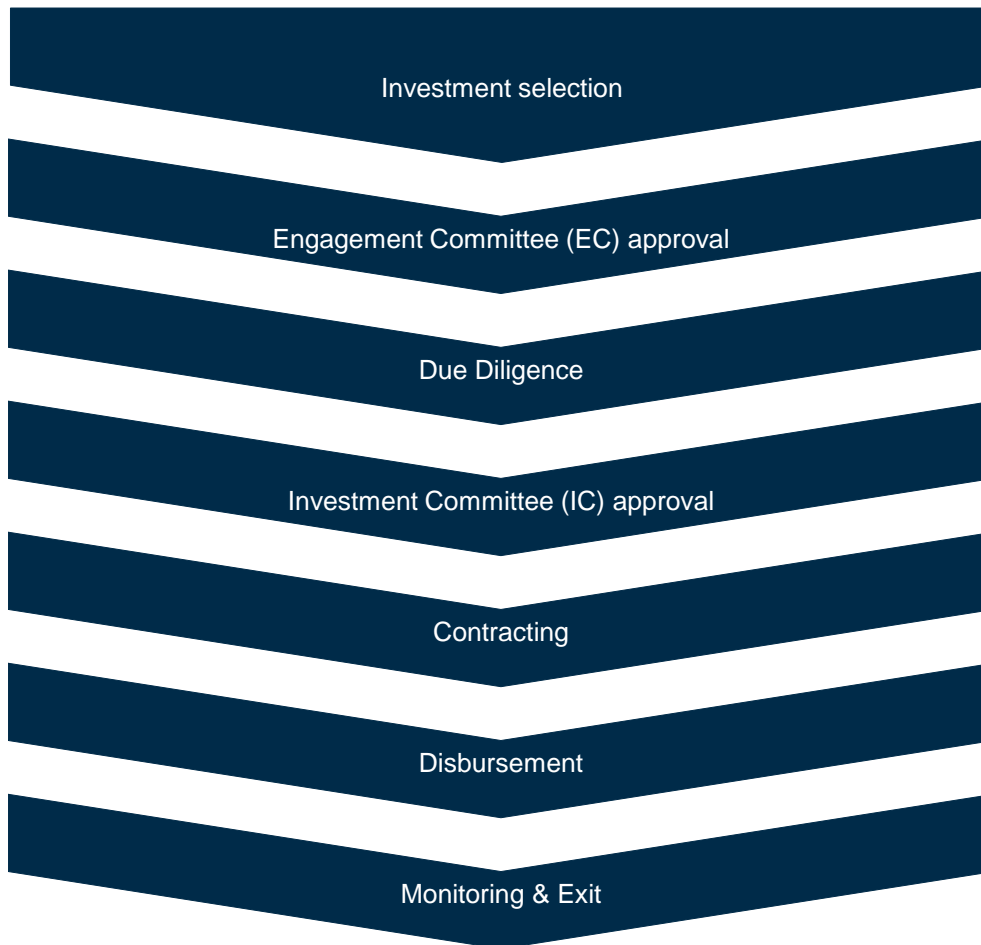 Investment selection
Engagement Committee (EC) approval
Due Diligence
Investment Committee (IC) approval
Contracting
Disbursement
Monitoring & Exit